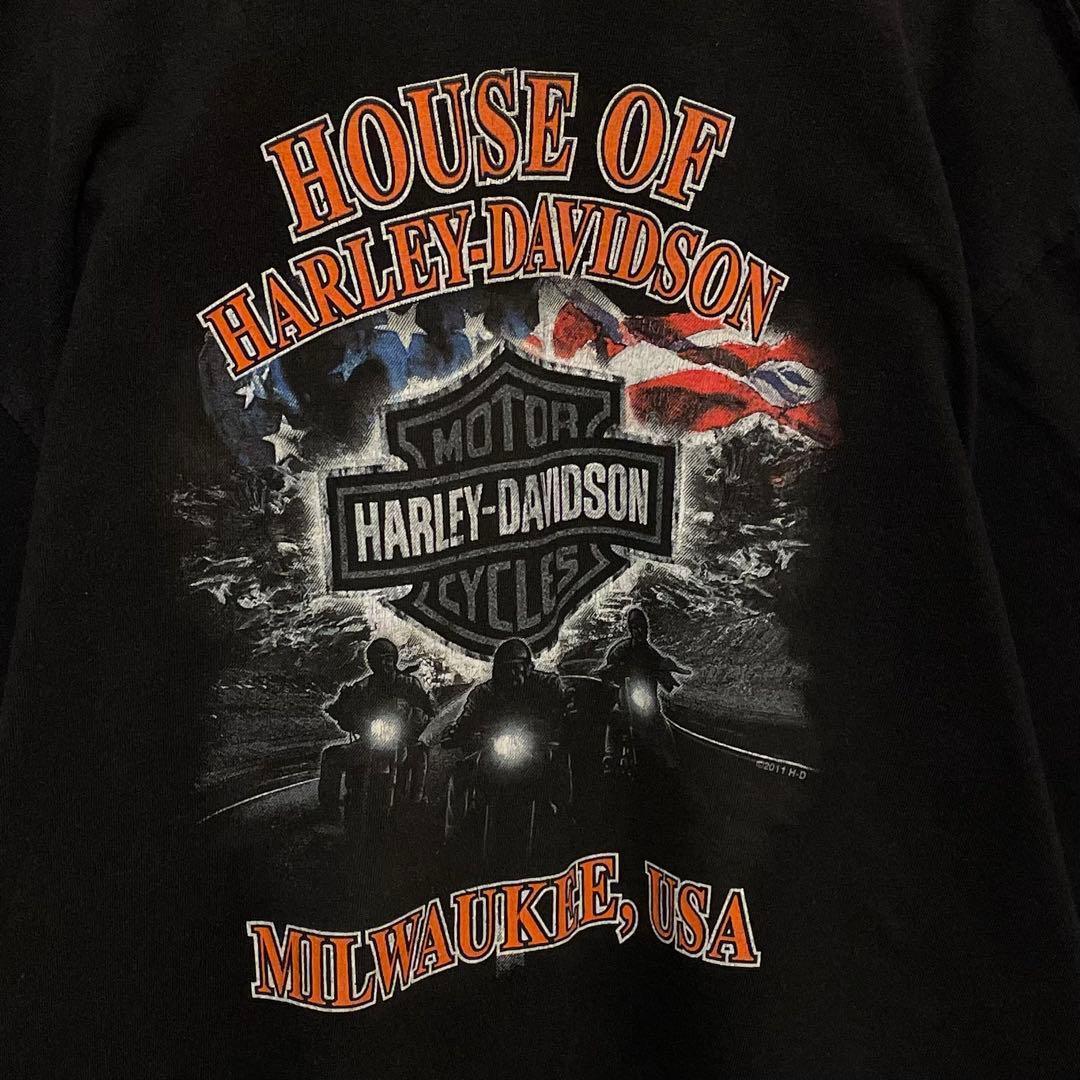 HOUSE OF
HARLEY-DAVIDSON
MOTOR
HARLEY-DAVIDSON
CYCLES
©2011 H-D
MILWAUKEE, USA